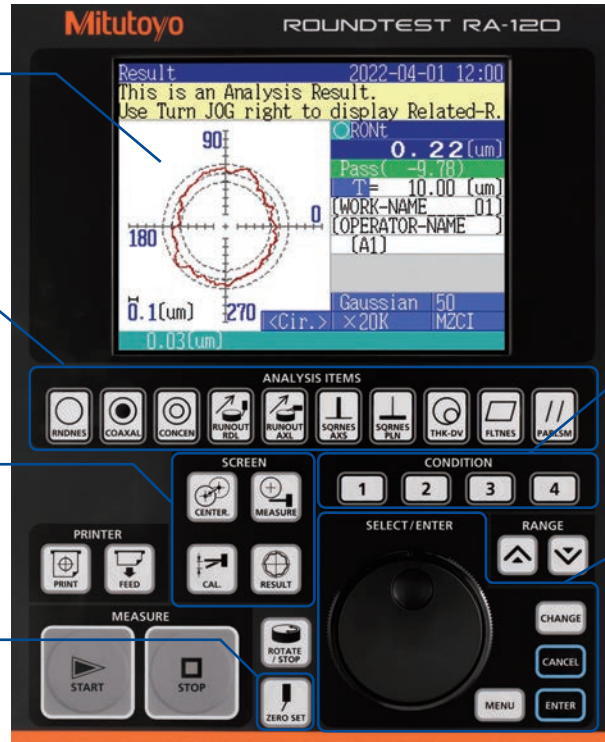 Mitutoyo
ROUNDTEST RA-120
Result 2022-04-01 12:00
This is an Analysis Result.
Use Turn JOG right to display Related-R.
90
0
180
270
0.1(um)
<Cir.>
0.03(um)
RONt
0.22(um)
Pass( -9.78)
T= 10.00 (um)
[WORK-NAME 01]
[OPERATOR-NAME ]
[A1]
Gaussian 50
×20K MZCI
ANALYSIS ITEMS
RNDNES
COAXAL
CONCEN
RUNOUT RDL
RUNOUT AXL
SQRNES AXS
SQRNES PLN
THK-DV
FLTNES
PARLSM
SCREEN
CENTER.
MEASURE
CAL.
RESULT
CONDITION
1 2 3 4
PRINTER
PRINT
FEED
SELECT/ENTER
RANGE
MEASURE
START
STOP
ROTATE
/ STOP
ZERO SET
CHANGE
CANCEL
MENU
ENTER